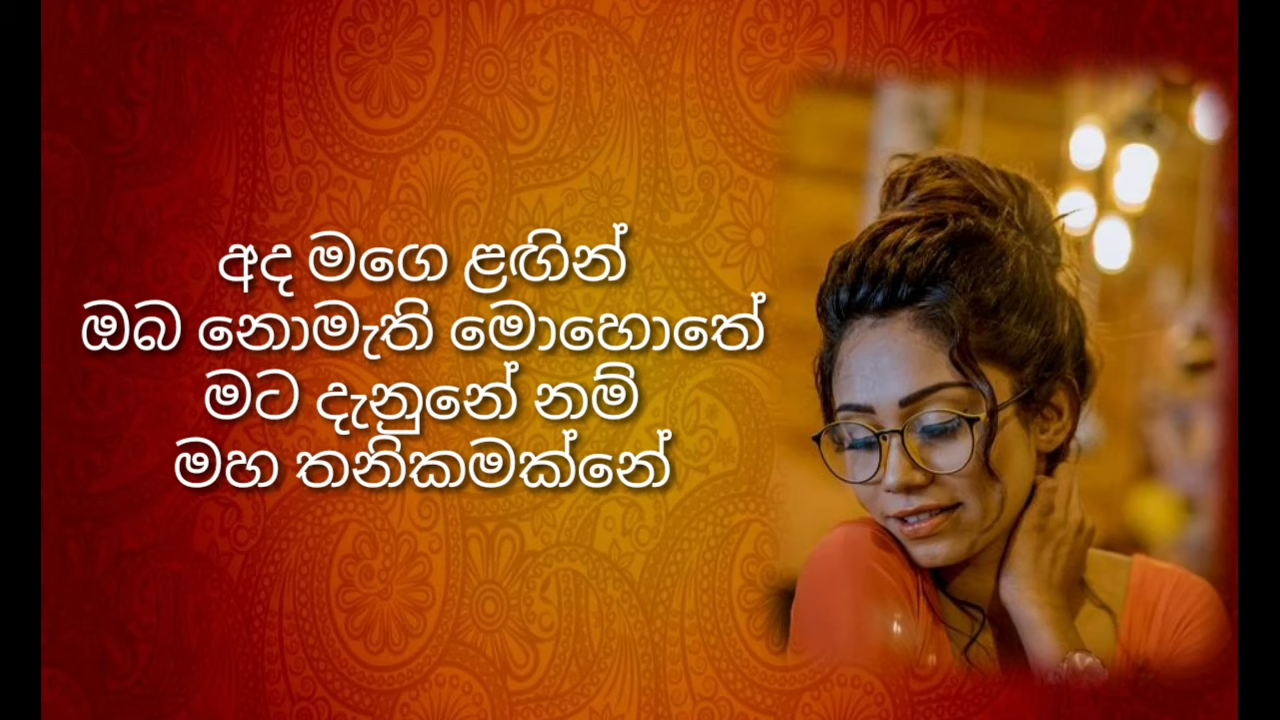 අද මගෙ ළඟින්
ඔබ නොමැති මොහොතේ
මට දැනුනේ නම්
මහ තනිකමක්නේ